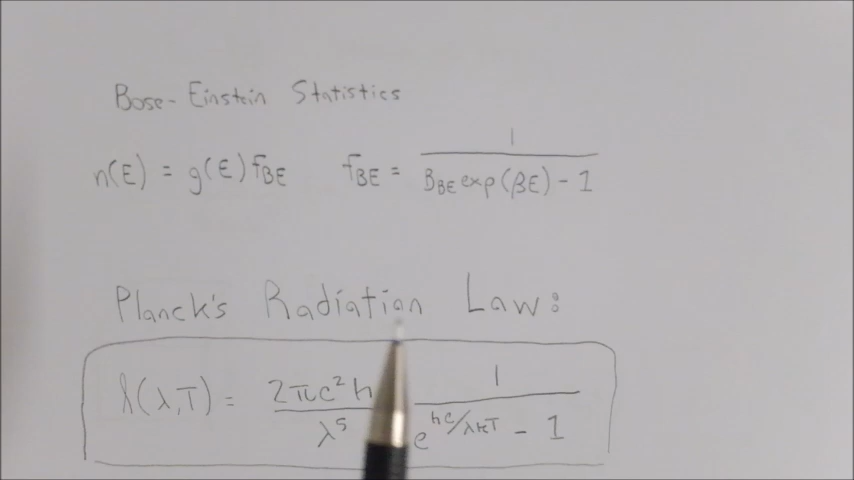 Bose-Einstein Statistics
n(E) = g(E) f_BE    f_BE = 1 / (B_BE exp(βE) - 1)
Planck's Radiation Law:
I(λ,T) = 2πc²h / λ⁵  1 / (e^(hc/λkT) - 1)